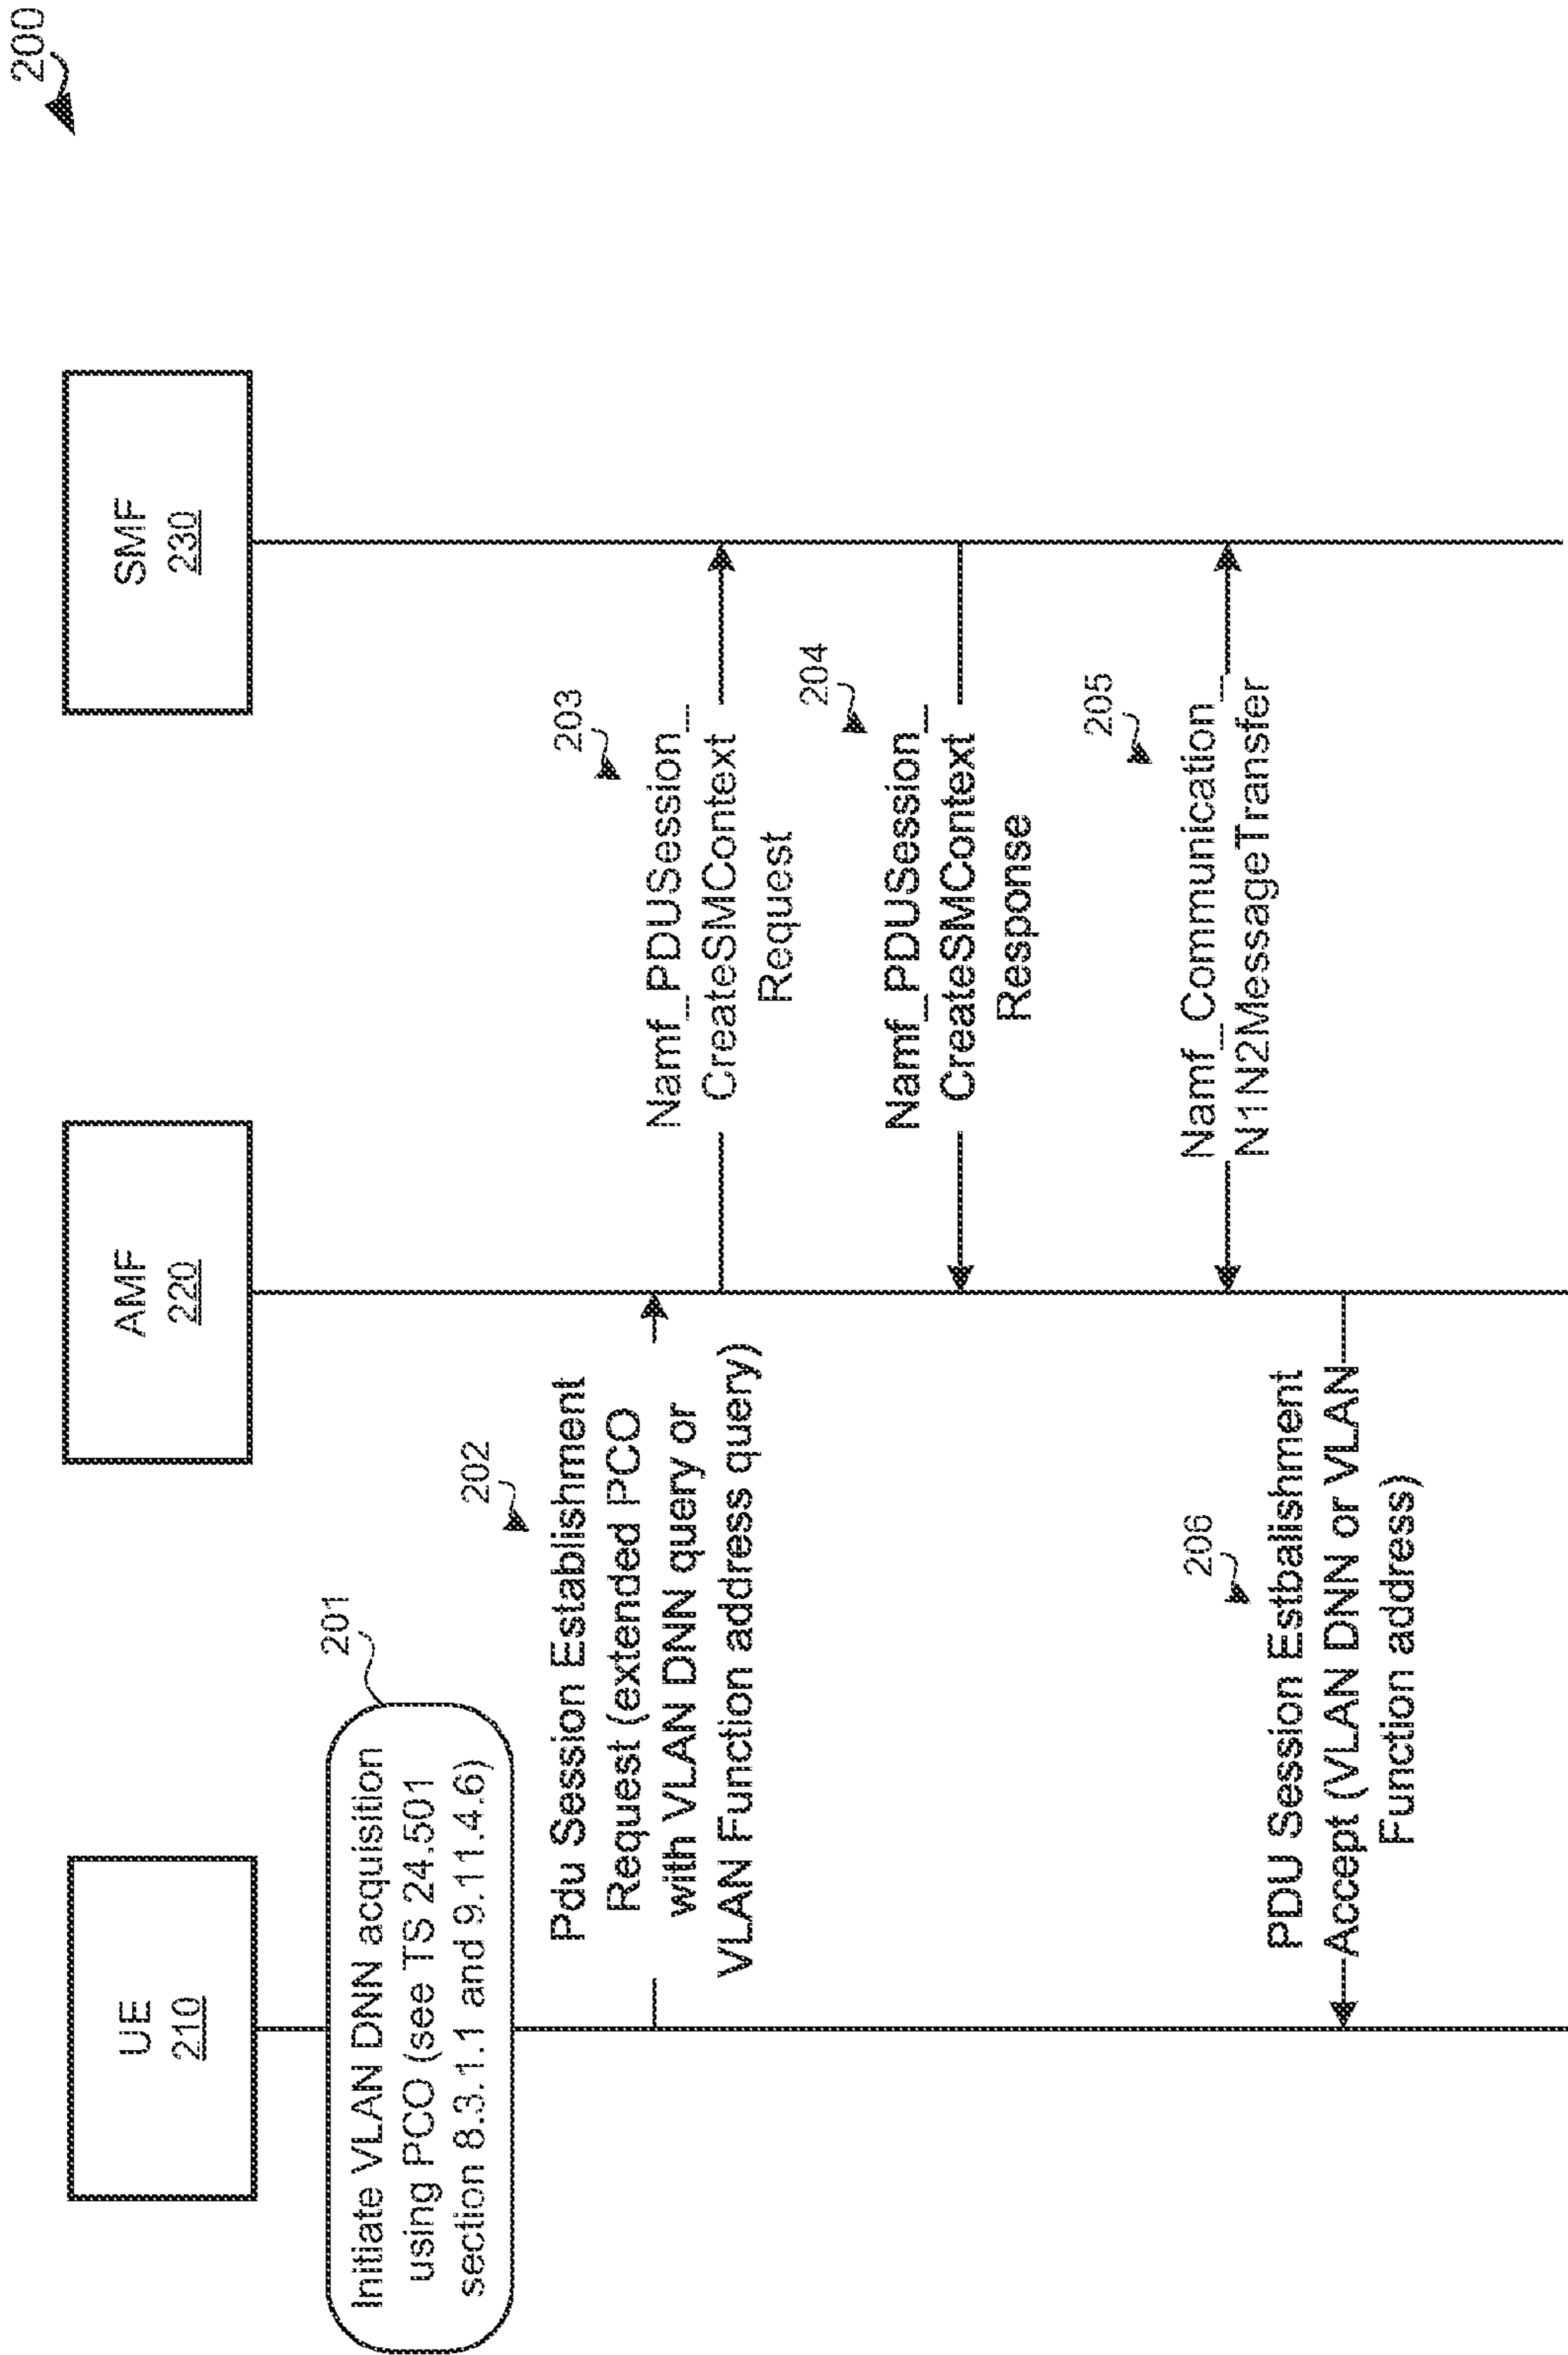 200
UE
210
AMF
220
SMF
230
201
Initiate VLAN DNN acquisition
using PCO (see TS 24.501
section 8.3.1.1 and 9.11.4.6)
202
Pdu Session Establishment
Request (extended PCO
with VLAN DNN query or
VLAN Function address query)
203
Namf_PDUSession_
CreateSMContext
Request
204
Namf_PDUSession_
CreateSMContext
Response
205
Namf_Communication_
N1N2MessageTransfer
206
PDU Session Estbalishment
Accept (VLAN DNN or VLAN
Function address)